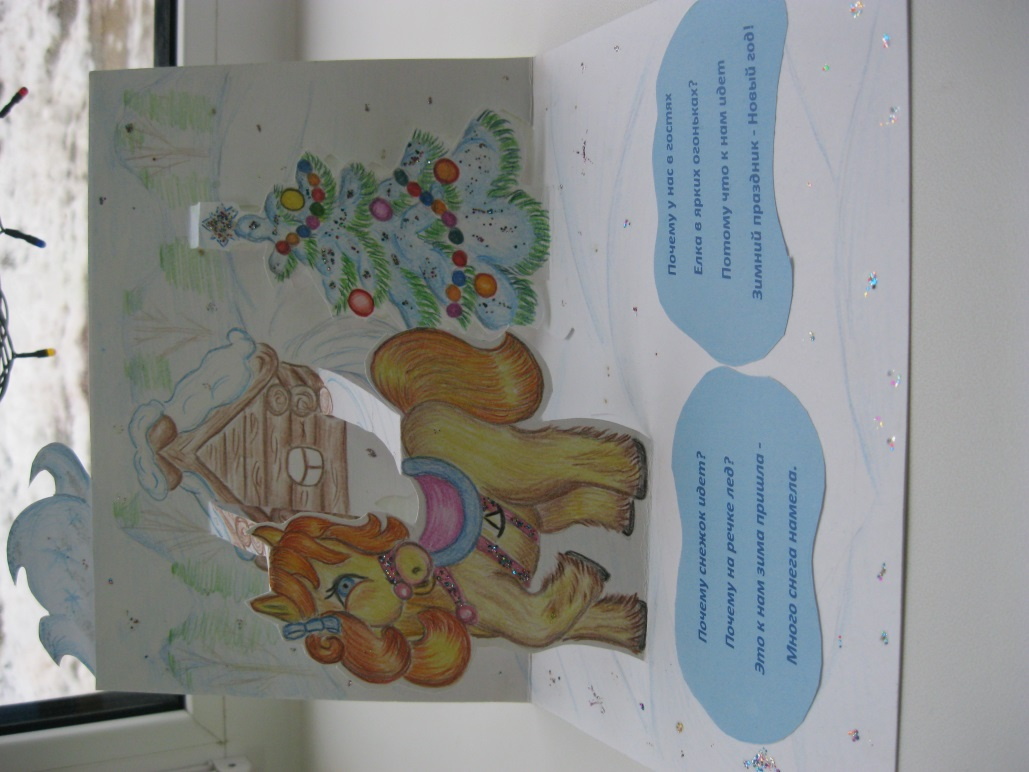 Почему снежок идет?
Почему на речке лед?
Это к нам зима пришла -
Много снега намела.
Почему у нас в гостях
Елка в ярких огоньках?
Потому что к нам идет
Зимний праздник - Новый год!